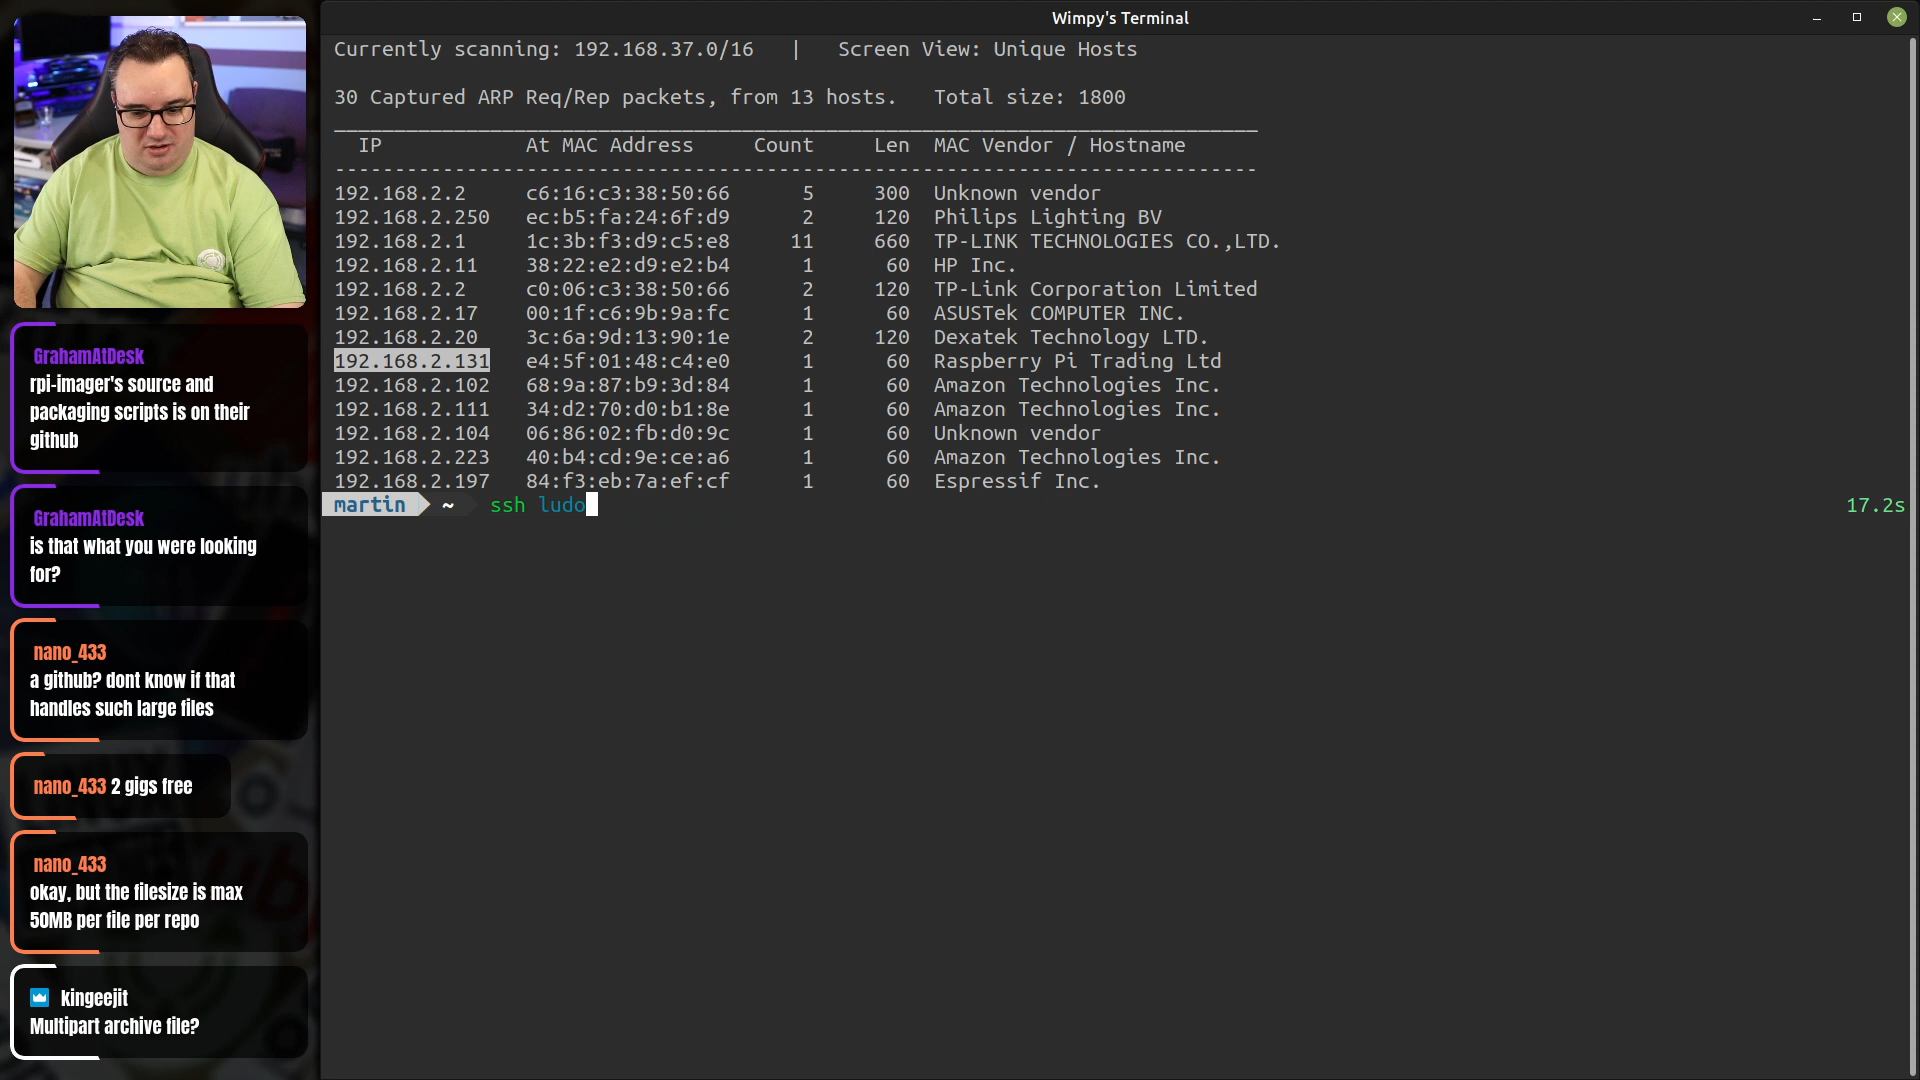 Wimpy's Terminal
Currently scanning: 192.168.37.0/16   |   Screen View: Unique Hosts
30 Captured ARP Req/Rep packets, from 13 hosts.   Total size: 1800
_____________________________________________________________________________
  IP            At MAC Address     Count     Len  MAC Vendor / Hostname
-----------------------------------------------------------------------------
192.168.2.2     c6:16:c3:38:50:66      5     300  Unknown vendor
192.168.2.250   ec:b5:fa:24:6f:d9      2     120  Philips Lighting BV
192.168.2.1     1c:3b:f3:d9:c5:e8     11     660  TP-LINK TECHNOLOGIES CO.,LTD.
192.168.2.11    38:22:e2:d9:e2:b4      1      60  HP Inc.
192.168.2.2     c0:06:c3:38:50:66      2     120  TP-Link Corporation Limited
192.168.2.17    00:1f:c6:9b:9a:fc      1      60  ASUSTek COMPUTER INC.
192.168.2.20    3c:6a:9d:13:90:1e      2     120  Dexatek Technology LTD.
192.168.2.131   e4:5f:01:48:c4:e0      1      60  Raspberry Pi Trading Ltd
192.168.2.102   68:9a:87:b9:3d:84      1      60  Amazon Technologies Inc.
192.168.2.111   34:d2:70:d0:b1:8e      1      60  Amazon Technologies Inc.
192.168.2.104   06:86:02:fb:d0:9c      1      60  Unknown vendor
192.168.2.223   40:b4:cd:9e:ce:a6      1      60  Amazon Technologies Inc.
192.168.2.197   84:f3:eb:7a:ef:cf      1      60  Espressif Inc.
martin ~ ssh ludo 17.2s
GrahamAtDesk
rpi-imager's source and
packaging scripts is on their
github
GrahamAtDesk
is that what you were looking
for?
nano_433
a github? dont know if that
handles such large files
nano_433 2 gigs free
nano_433
okay, but the filesize is max
50MB per file per repo
kingeejit
Multipart archive file?